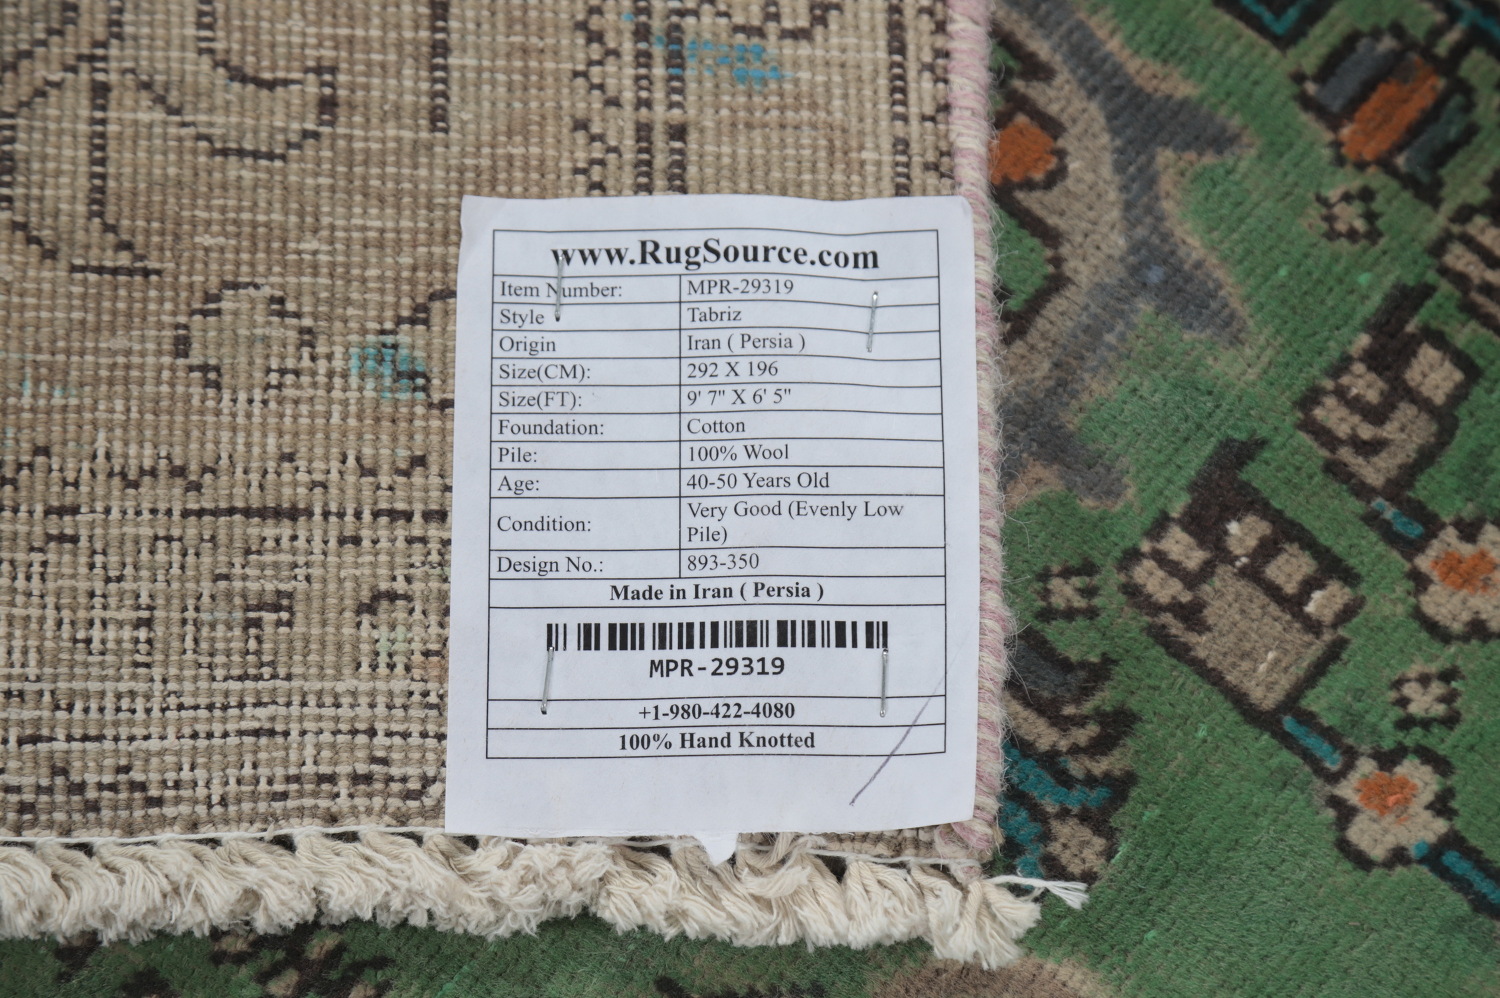 www.RugSource.com
Item Number: MPR-29319
Style Tabriz
Origin Iran ( Persia )
Size(CM): 292 X 196
Size(FT): 9' 7" X 6' 5"
Foundation: Cotton
Pile: 100% Wool
Age: 40-50 Years Old
Condition: Very Good (Evenly Low
Pile)
Design No.: 893-350
Made in Iran ( Persia )
MPR-29319
+1-980-422-4080
100% Hand Knotted